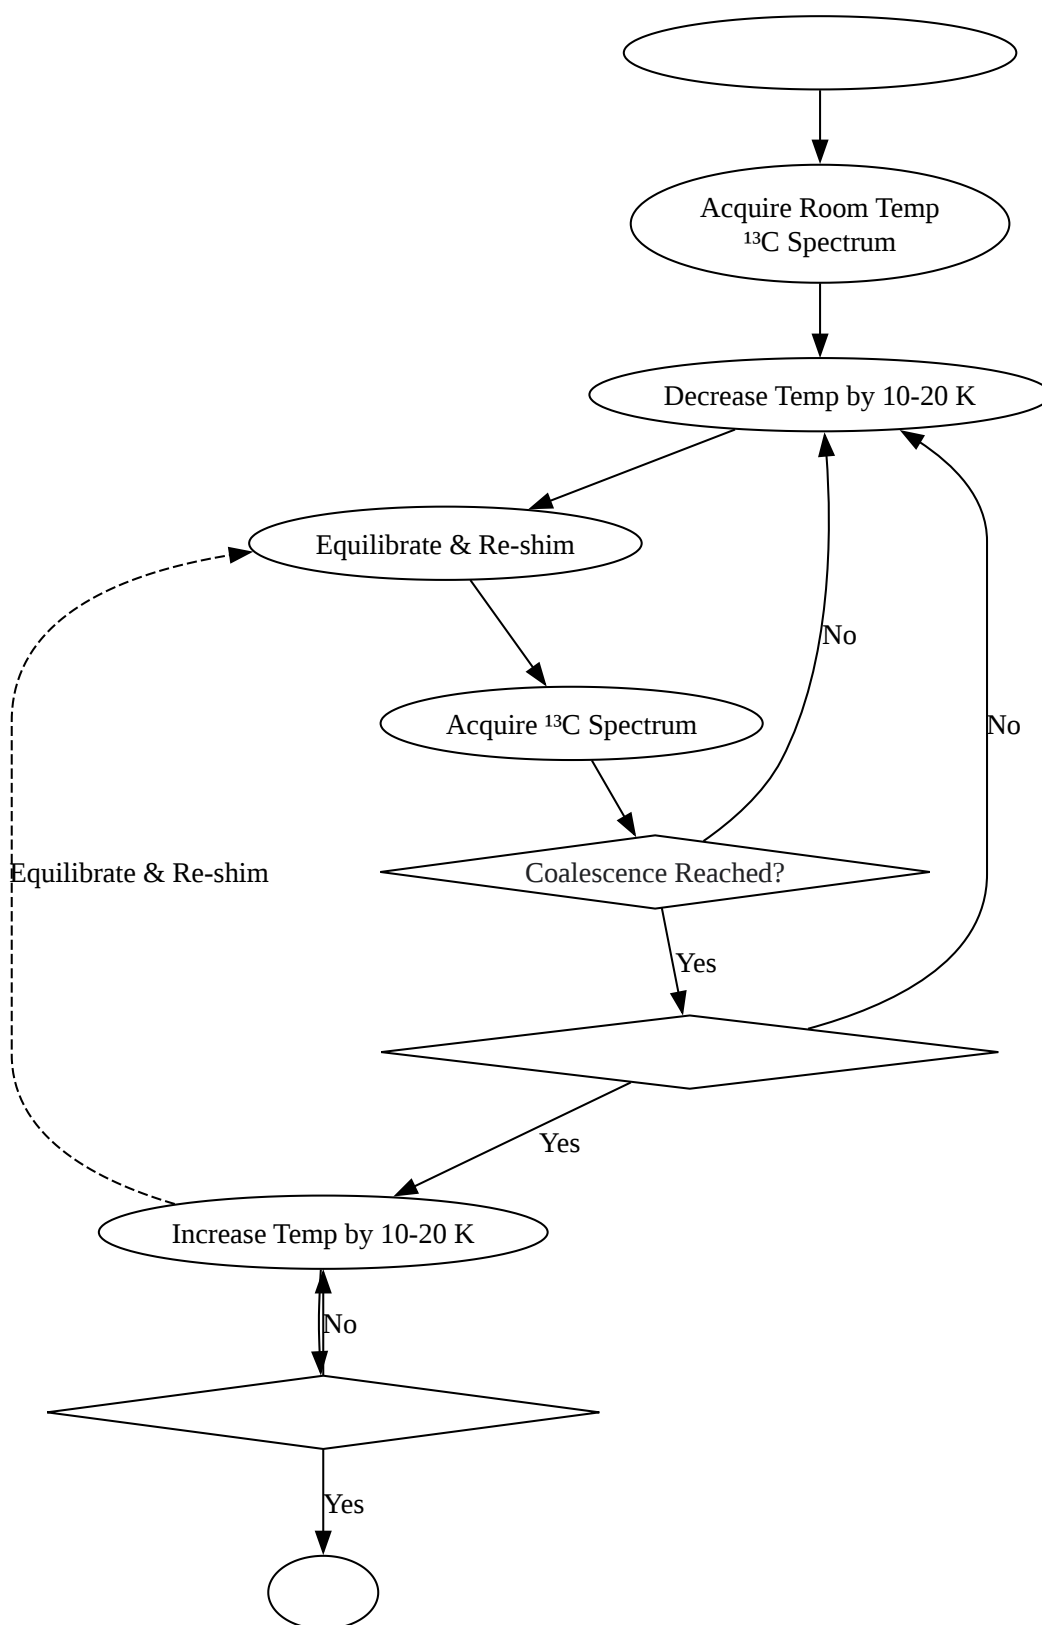 Acquire Room Temp
¹³C Spectrum
Decrease Temp by 10-20 K
Equilibrate & Re-shim
No
Acquire ¹³C Spectrum
No
Coalescence Reached?
Equilibrate & Re-shim
Yes
Yes
Increase Temp by 10-20 K
No
Yes